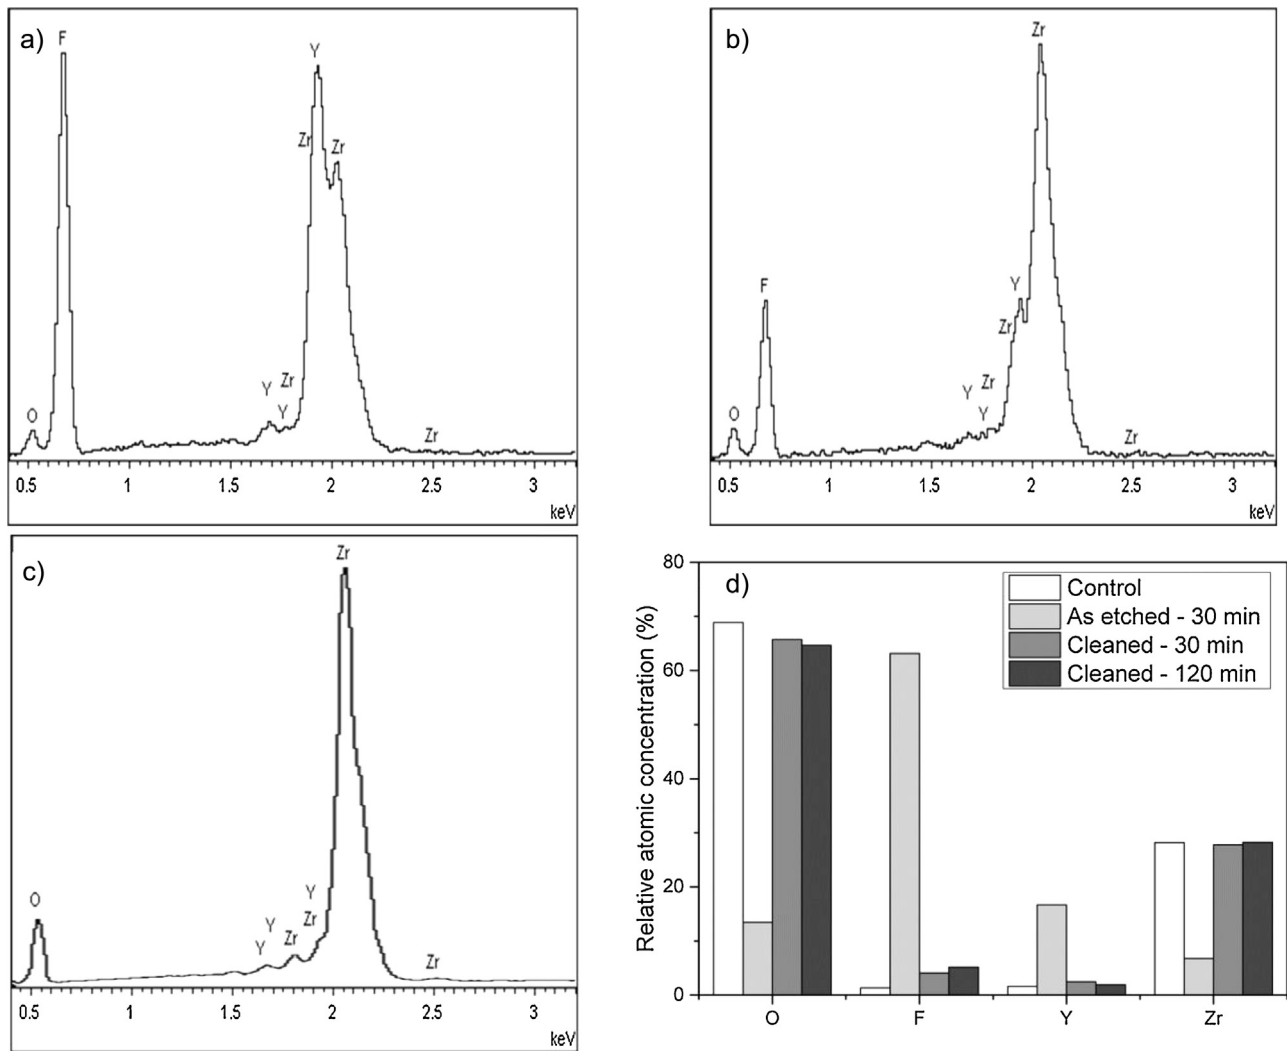 a)
F
Y
Zr
Zr
Zr
Y
Y
O
Zr
0.5 1 1.5 2 2.5 3
keV
b)
Zr
F
Y
Zr
Zr
Y
Y
O
Zr
0.5 1 1.5 2 2.5 3
keV
c)
Zr
O
Y
Zr
Y
Zr
Y
Zr
0.5 1 1.5 2 2.5 3
keV
d)
Control
As etched - 30 min
Cleaned - 30 min
Cleaned - 120 min
Relative atomic concentration (%)
80
60
40
20
0
O F Y Zr